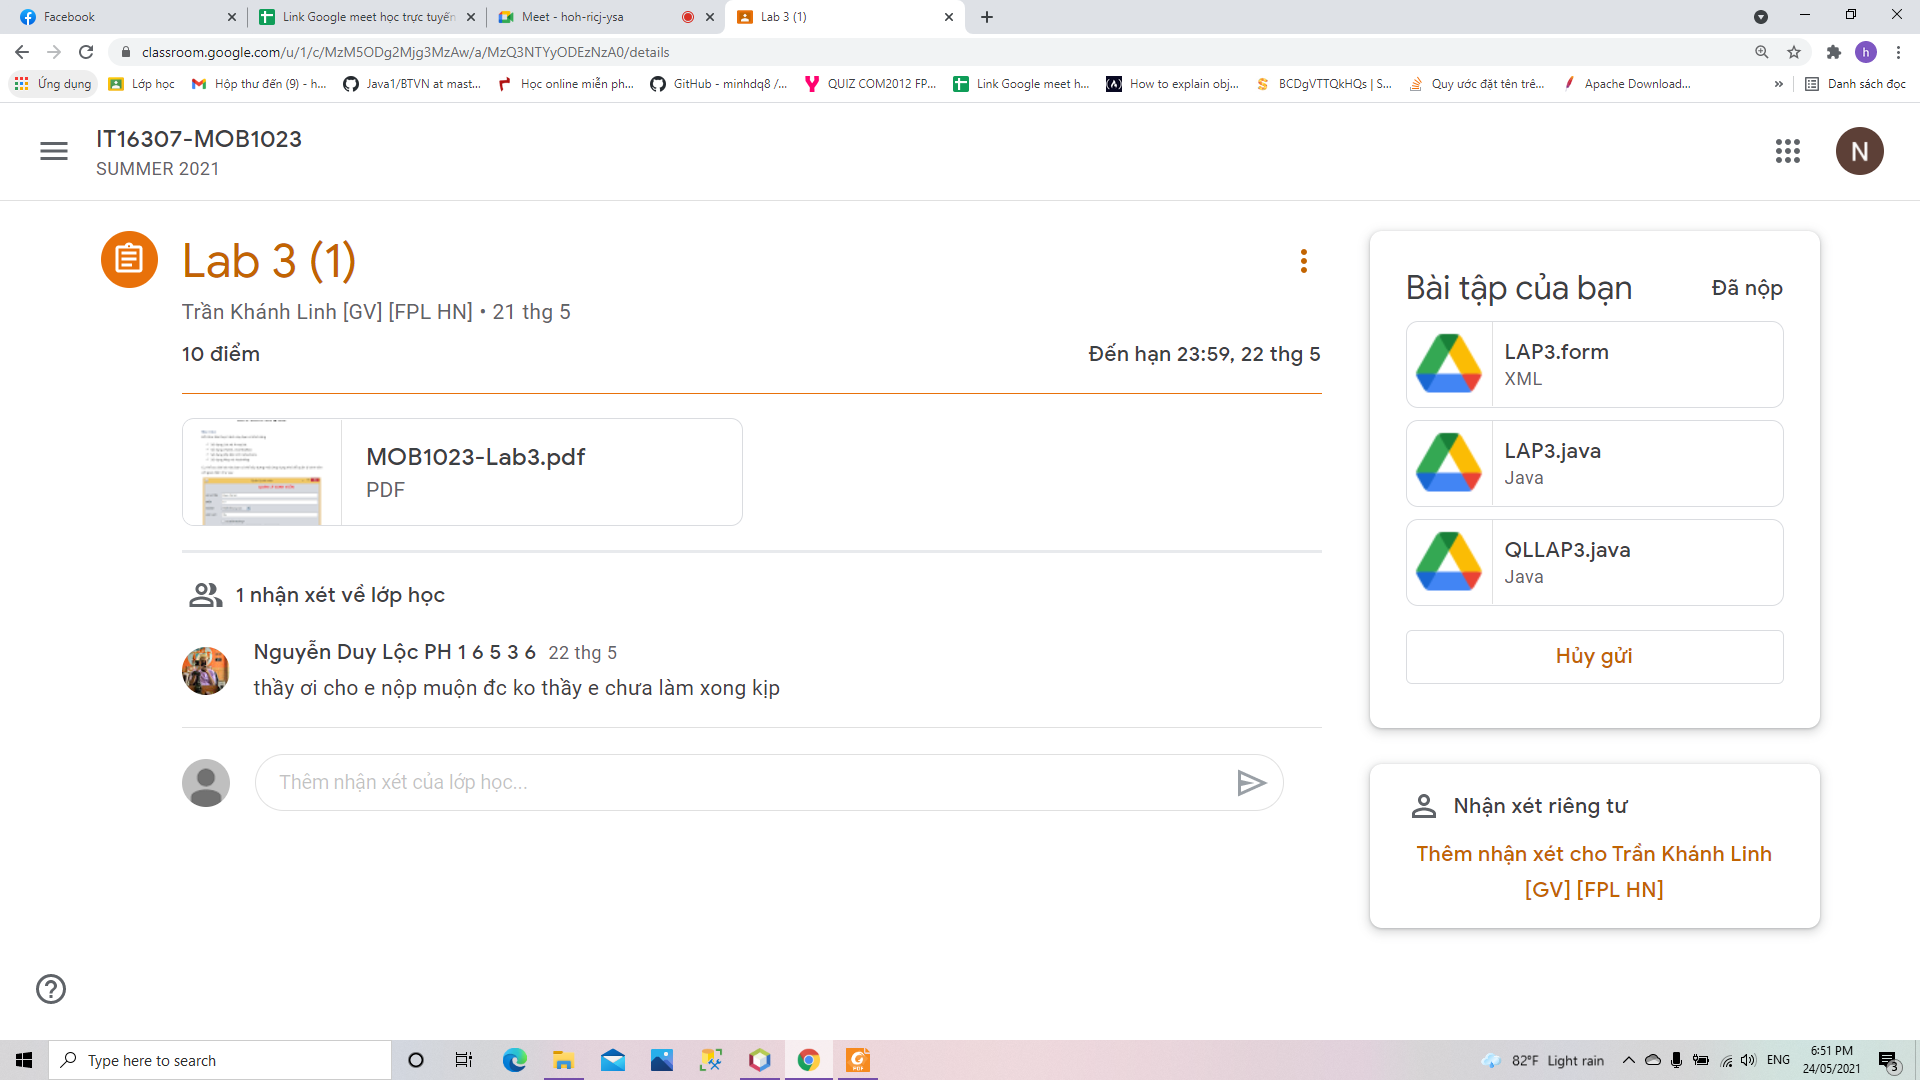 Facebook
Link Google meet học trực tuyến
Meet - hoh-ricj-ysa
Lab 3 (1)
classroom.google.com/u/1/c/MzM5ODg2Mjg3MzAw/a/MzQ3NTYyODEzNzA0/details
h
Ứng dụng
Lớp học
Hộp thư đến (9) - h...
Java1/BTVN at mast...
Học online miễn ph...
GitHub - minhdq8 /...
QUIZ COM2012 FP...
Link Google meet h...
How to explain obj...
BCDgVTTQkHQs | S...
Quy ước đặt tên trê...
Apache Download...
»
Danh sách đọc
IT16307-MOB1023
SUMMER 2021
N
Lab 3 (1)
Trần Khánh Linh [GV] [FPL HN] • 21 thg 5
10 điểm
Đến hạn 23:59, 22 thg 5
MOB1023-Lab3.pdf
PDF
1 nhận xét về lớp học
Nguyễn Duy Lộc PH 1 6 5 3 6 22 thg 5
thầy ơi cho e nộp muộn đc ko thầy e chưa làm xong kịp
Thêm nhận xét của lớp học...
Bài tập của bạn
Đã nộp
LAP3.form
XML
LAP3.java
Java
QLLAP3.java
Java
Hủy gửi
Nhận xét riêng tư
Thêm nhận xét cho Trần Khánh Linh
[GV] [FPL HN]
Type here to search
82°F Light rain
ENG
6:51 PM
24/05/2021
3